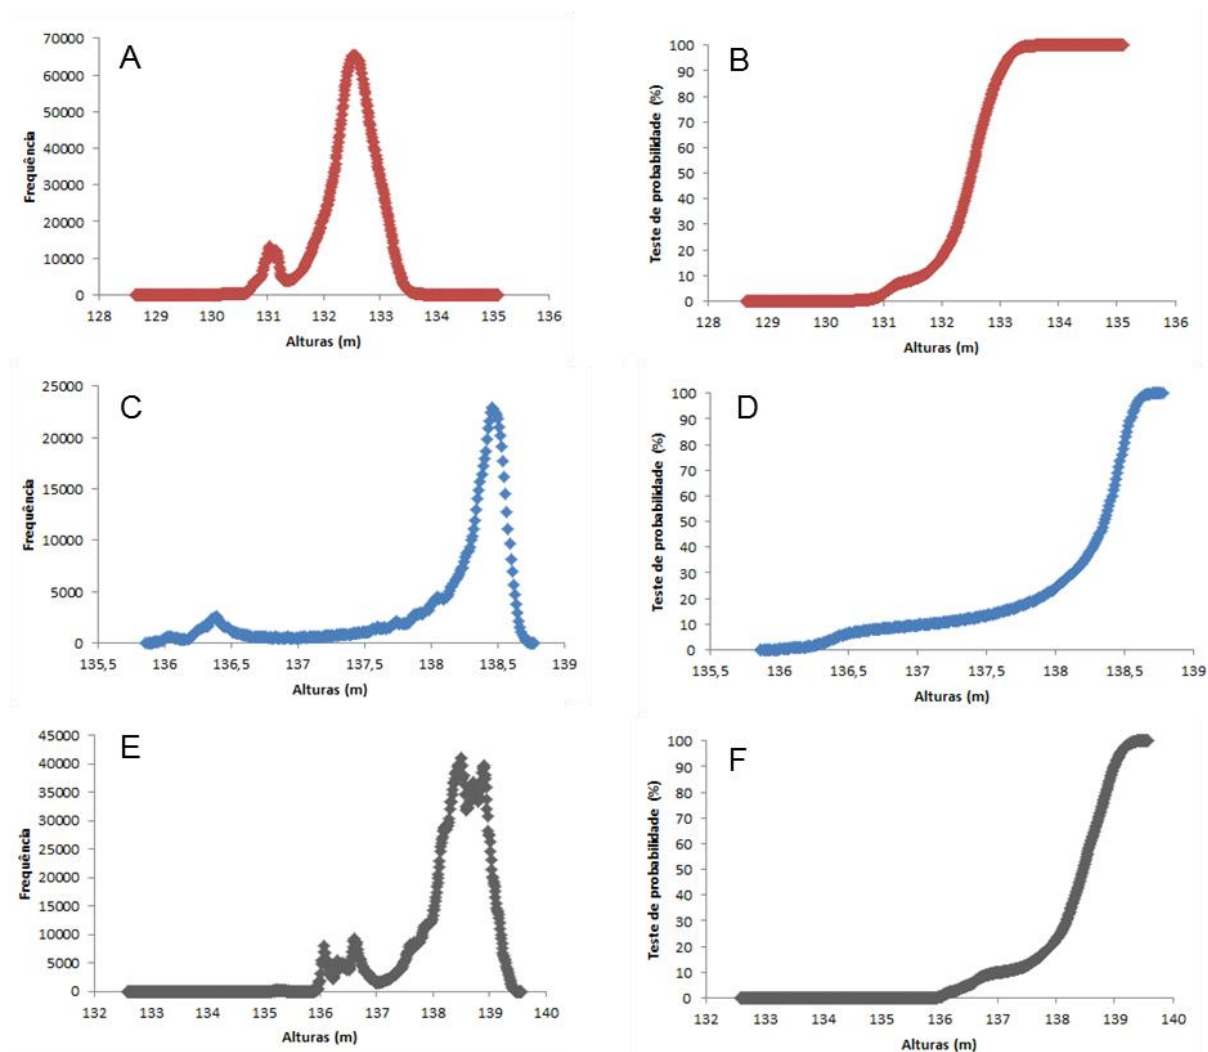 A
70000
60000
50000
40000
30000
20000
10000
0
Frequência
128 129 130 131 132 133 134 135 136
Alturas (m)
B
100
90
80
70
60
50
40
30
20
10
0
Teste de probabilidade (%)
128 129 130 131 132 133 134 135 136
Alturas (m)
C
25000
20000
15000
10000
5000
0
Frequência
135,5 136 136,5 137 137,5 138 138,5 139
Alturas (m)
D
100
90
80
70
60
50
40
30
20
10
0
Teste de probabilidade (%)
135,5 136 136,5 137 137,5 138 138,5 139
Alturas (m)
E
45000
40000
35000
30000
25000
20000
15000
10000
5000
0
Frequência
132 133 134 135 136 137 138 139 140
Alturas (m)
F
100
90
80
70
60
50
40
30
20
10
0
Teste de probabilidade (%)
132 133 134 135 136 137 138 139 140
Alturas (m)